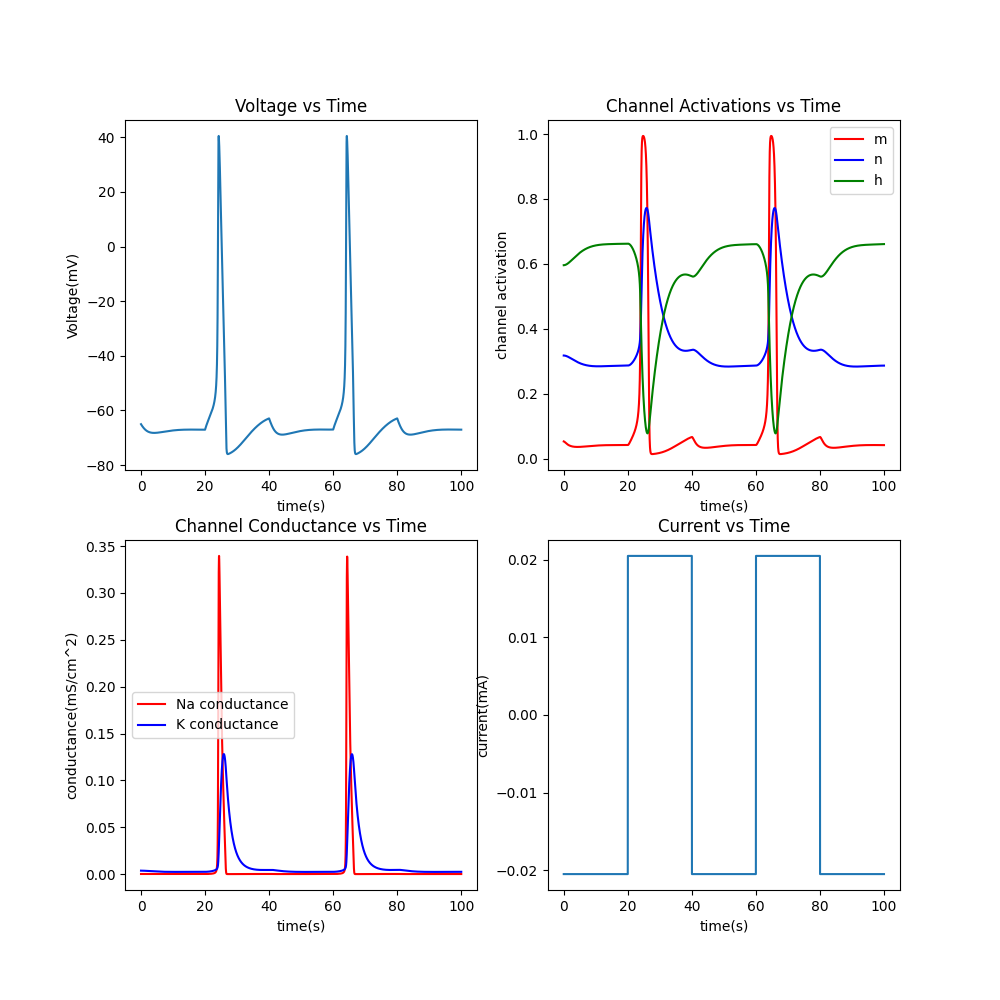 Voltage vs Time
Voltage(mV)
40
20
0
−20
−40
−60
−80
0 20 40 60 80 100
time(s)
Channel Activations vs Time
channel activation
1.0
0.8
0.6
0.4
0.2
0.0
m
n
h
0 20 40 60 80 100
time(s)
Channel Conductance vs Time
conductance(mS/cm^2)
0.35
0.30
0.25
0.20
0.15
0.10
0.05
0.00
Na conductance
K conductance
0 20 40 60 80 100
time(s)
Current vs Time
current(mA)
0.02
0.01
0.00
−0.01
−0.02
0 20 40 60 80 100
time(s)